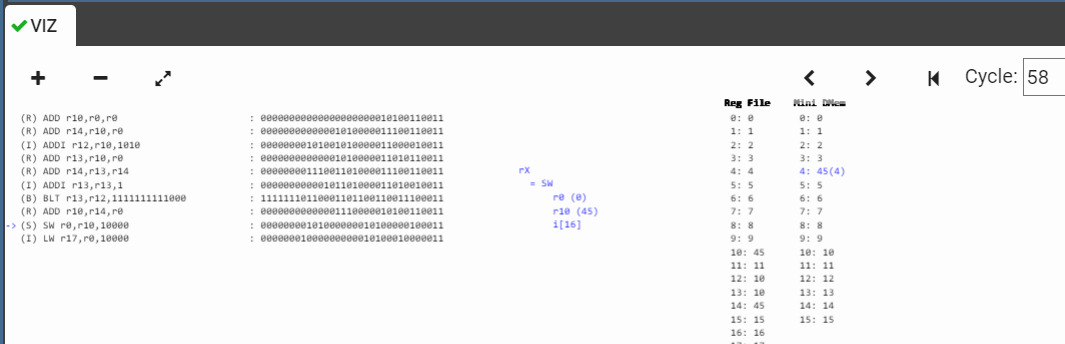 VIZ
Cycle: 58
Reg File Mini DMem
(R) ADD r10,r0,r0 : 00000000000000000000010100110011 0: 0 0: 0
(R) ADD r14,r10,r0 : 00000000000001010000011100110011 1: 1 1: 1
(I) ADDI r12,r10,1010 : 00000000101001010000011000010011 2: 2 2: 2
(R) ADD r13,r10,r0 : 00000000000001010000011010110011 3: 3 3: 3
(R) ADD r14,r13,r14 : 00000000111001101000011100110011 rX 4: 4 4: 45(4)
(I) ADDI r13,r13,1 : 00000000000101101000011010010011 = SW 5: 5 5: 5
(B) BLT r13,r12,1111111111000 : 11111110110001101100110011100011 r0 (0) 6: 6 6: 6
(R) ADD r10,r14,r0 : 00000000000001110000010100110011 r10 (45) 7: 7 7: 7
-> (S) SW r0,r10,10000 : 00000000101000000010100000100011 i[16] 8: 8 8: 8
(I) LW r17,r0,10000 : 00000001000000000010100010000011 9: 9 9: 9
10: 45 10: 10
11: 11 11: 11
12: 10 12: 12
13: 10 13: 13
14: 45 14: 14
15: 15 15: 15
16: 16